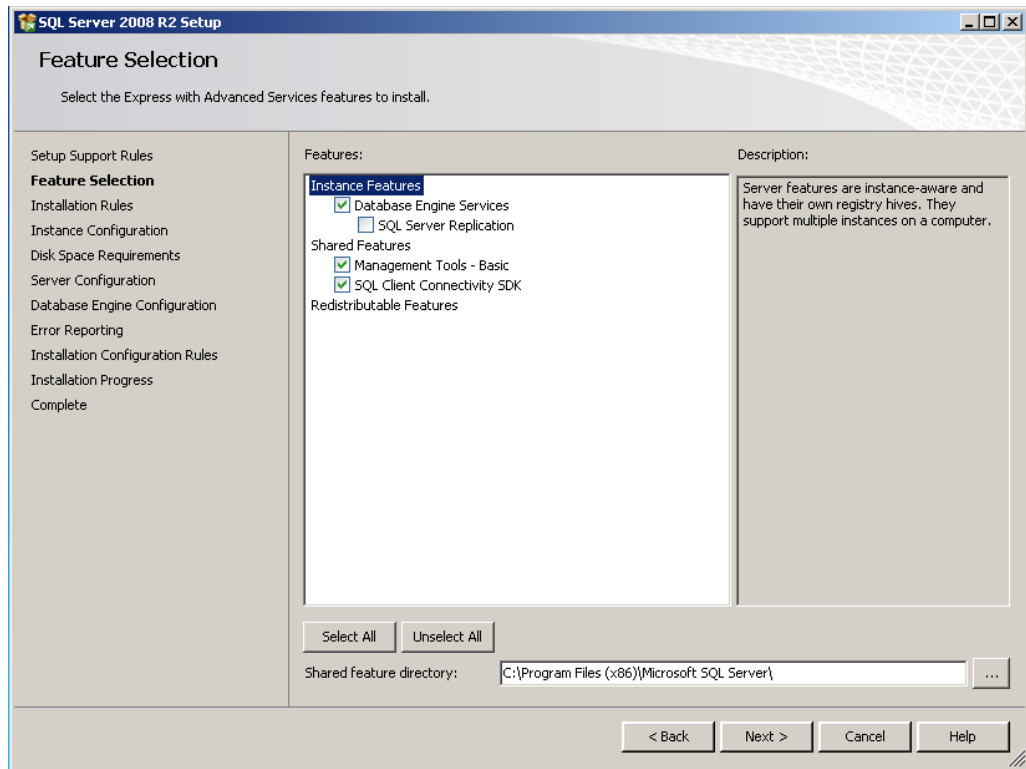 SQL Server 2008 R2 Setup
Feature Selection
Select the Express with Advanced Services features to install.
Setup Support Rules
Feature Selection
Installation Rules
Instance Configuration
Disk Space Requirements
Server Configuration
Database Engine Configuration
Error Reporting
Installation Configuration Rules
Installation Progress
Complete
Features:
Instance Features
Database Engine Services
SQL Server Replication
Shared Features
Management Tools - Basic
SQL Client Connectivity SDK
Redistributable Features
Description:
Server features are instance-aware and
have their own registry hives. They
support multiple instances on a computer.
Select All
Unselect All
Shared feature directory:
C:\Program Files (x86)\Microsoft SQL Server\
...
< Back
Next >
Cancel
Help